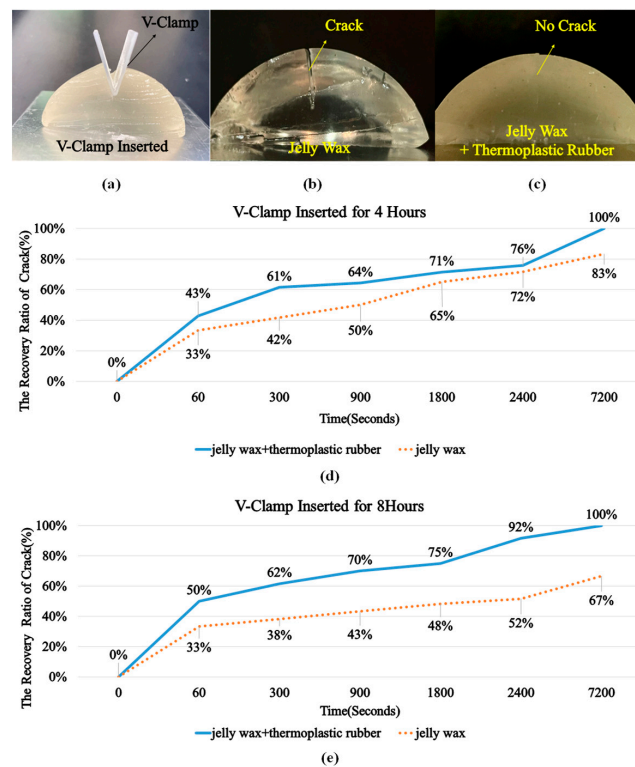 V-Clamp
V-Clamp Inserted
Crack
Jelly Wax
No Crack
Jelly Wax
+ Thermoplastic Rubber
(a)
(b)
(c)
V-Clamp Inserted for 4 Hours
The Recovery Ratio of Crack(%)
100%
80%
60%
40%
20%
0%
0%
43%
61%
64%
71%
76%
100%
33%
42%
50%
65%
72%
83%
0
60
300
900
1800
2400
7200
Time(Seconds)
jelly wax+thermoplastic rubber
jelly wax
(d)
V-Clamp Inserted for 8Hours
The Recovery Ratio of Crack(%)
100%
80%
60%
40%
20%
0%
0%
50%
62%
70%
75%
92%
100%
33%
38%
43%
48%
52%
67%
0
60
300
900
1800
2400
7200
Time(Seconds)
jelly wax+thermoplastic rubber
jelly wax
(e)